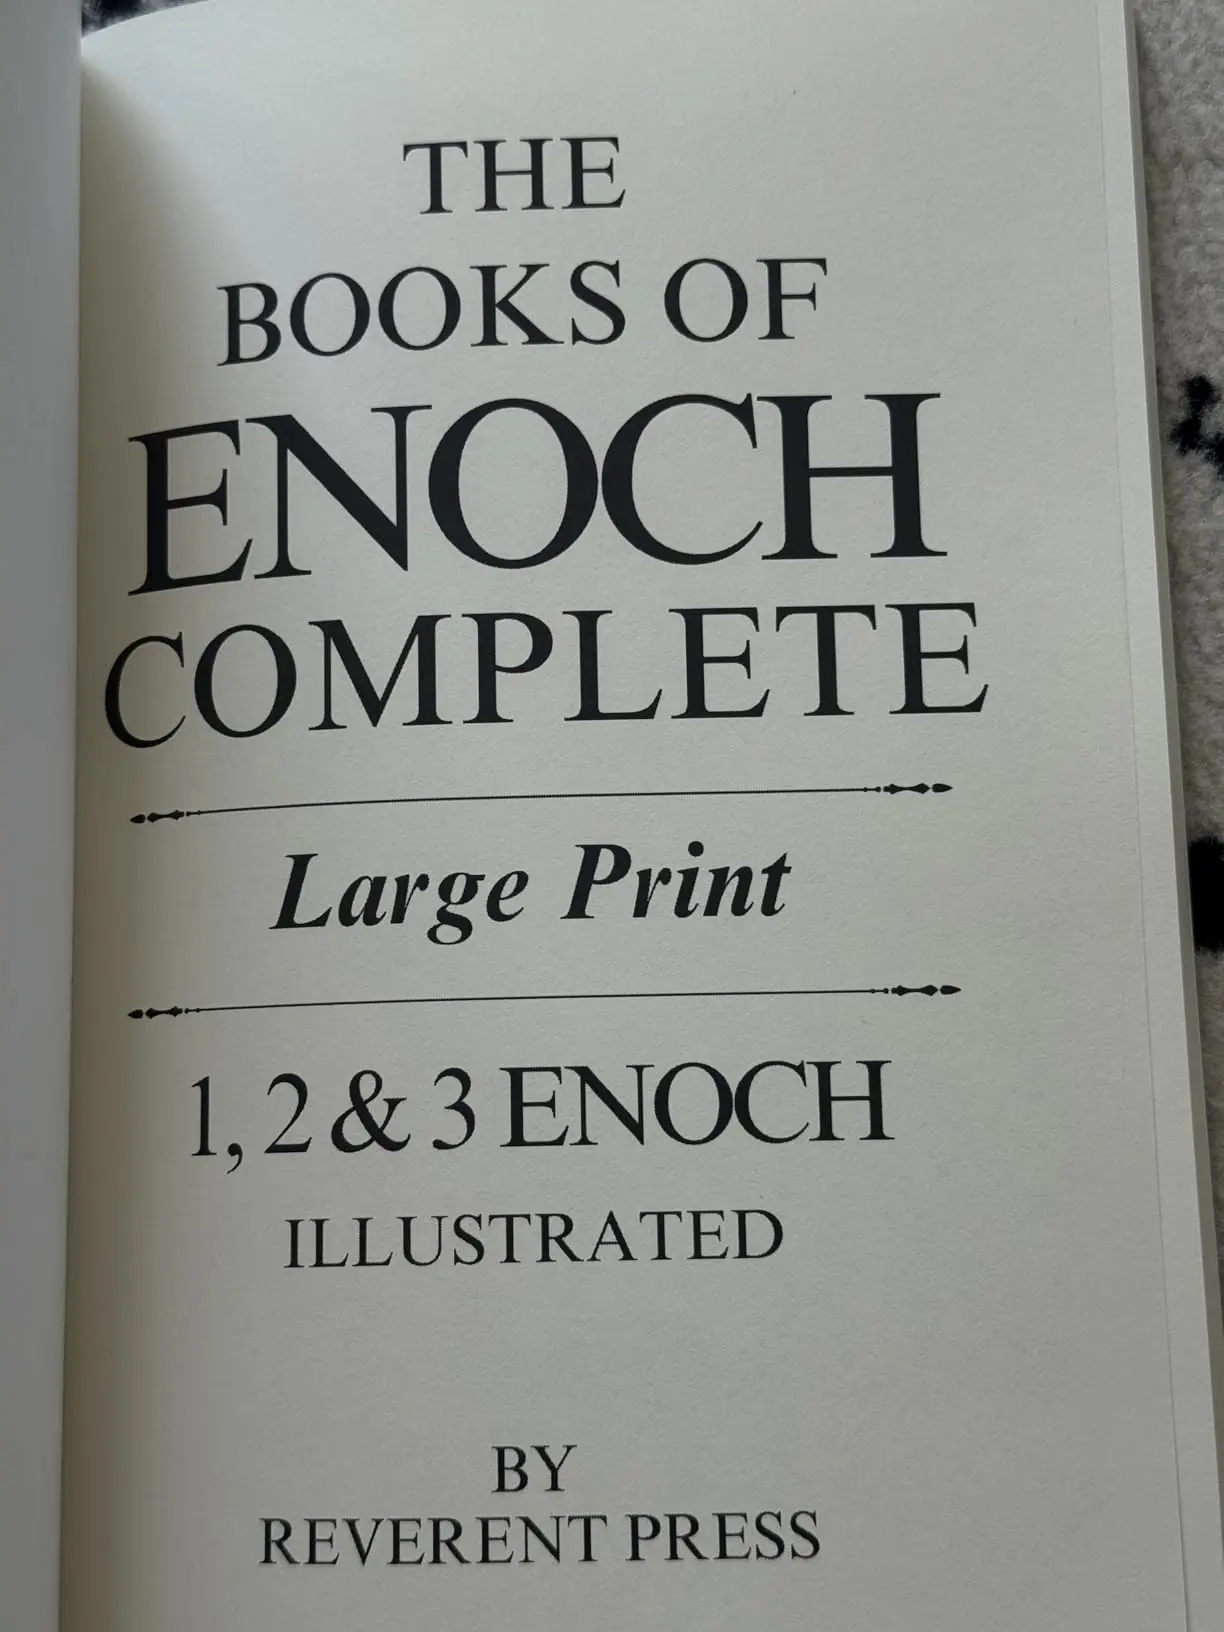 THE
BOOKS OF
ENOCH
COMPLETE
Large Print
1, 2 & 3 ENOCH
ILLUSTRATED
BY
REVERENT PRESS